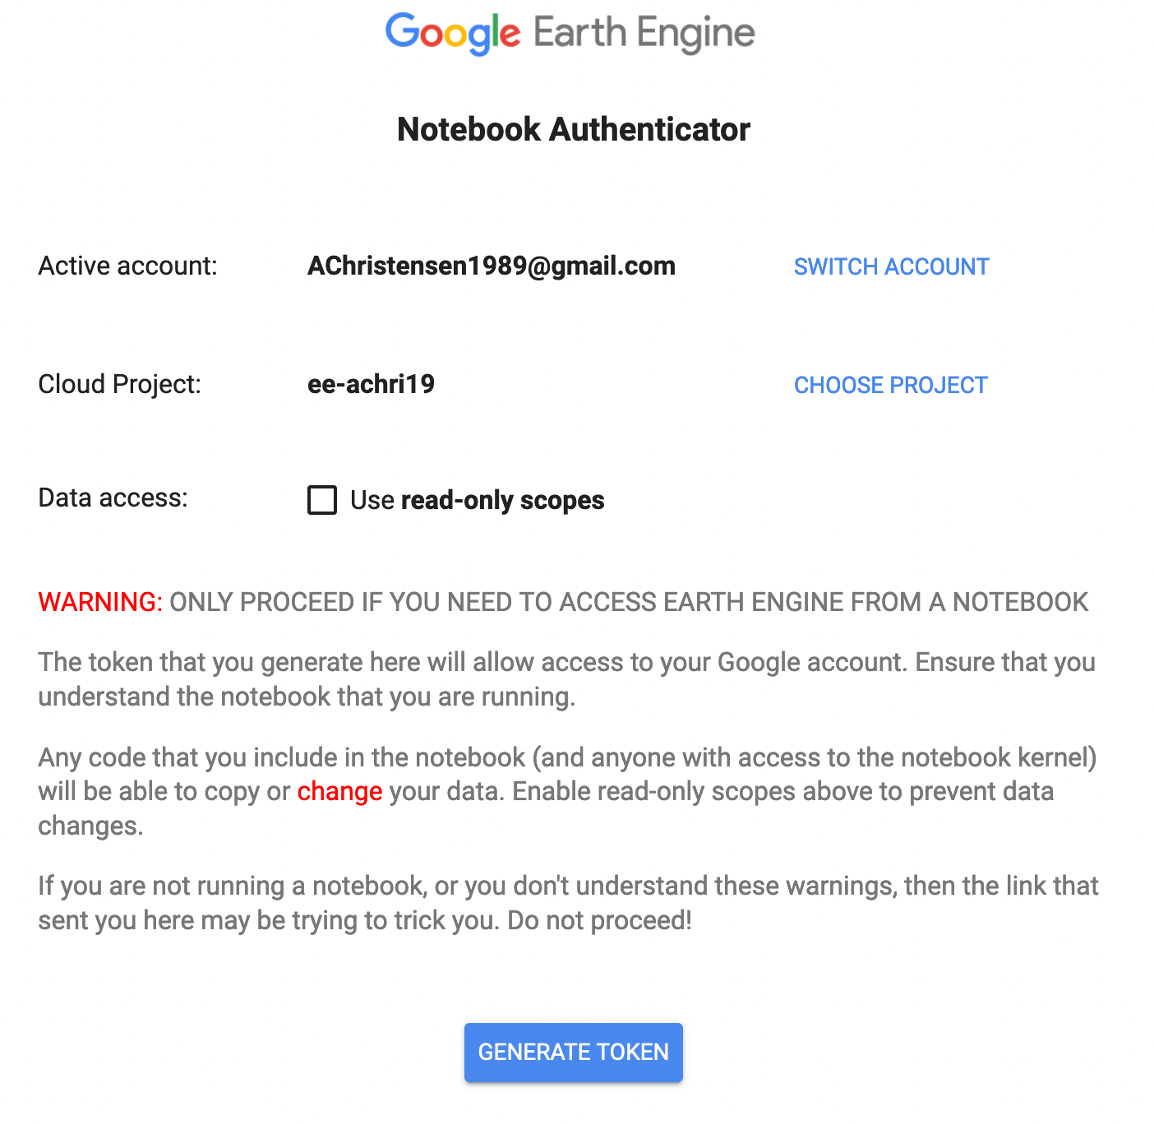 Google Earth Engine
Notebook Authenticator
Active account: AChristensen1989@gmail.com SWITCH ACCOUNT
Cloud Project: ee-achri19 CHOOSE PROJECT
Data access: Use read-only scopes
WARNING: ONLY PROCEED IF YOU NEED TO ACCESS EARTH ENGINE FROM A NOTEBOOK
The token that you generate here will allow access to your Google account. Ensure that you
understand the notebook that you are running.
Any code that you include in the notebook (and anyone with access to the notebook kernel)
will be able to copy or change your data. Enable read-only scopes above to prevent data
changes.
If you are not running a notebook, or you don't understand these warnings, then the link that
sent you here may be trying to trick you. Do not proceed!
GENERATE TOKEN